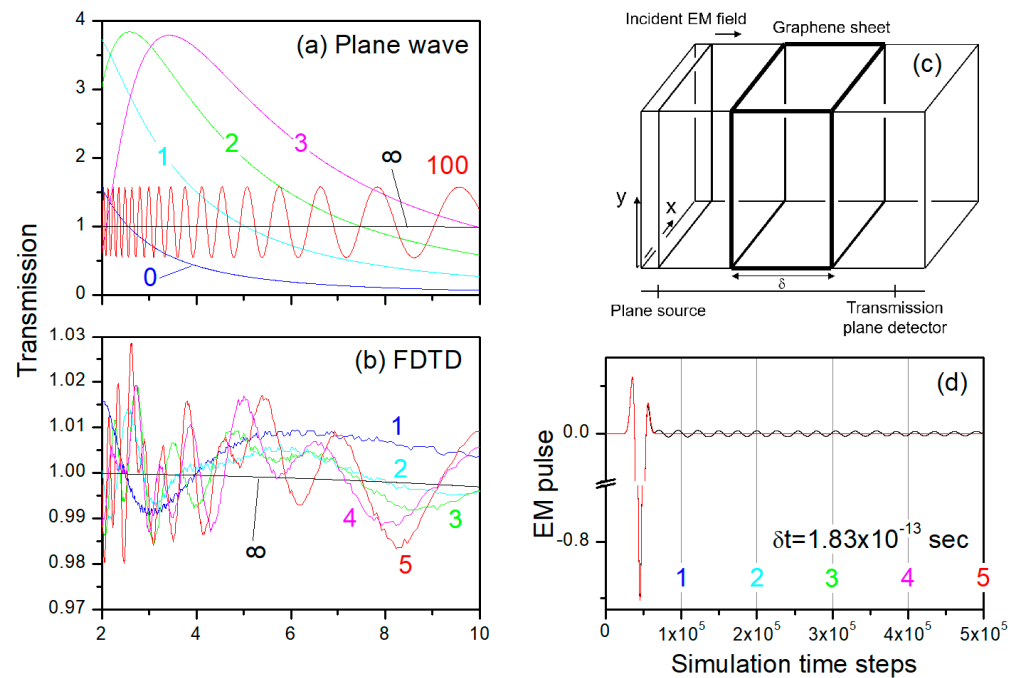 (a) Plane wave
4
3
2
1
0
1
2
3
∞
100
0
Transmission
(b) FDTD
1.03
1.02
1.01
1.00
0.99
0.98
0.97
1
2
3
4
5
∞
2
4
6
8
10
Incident EM field
Graphene sheet
(c)
y
x
δ
Plane source
Transmission
plane detector
(d)
EM pulse
0.0
-0.8
δt=1.83x10⁻¹³ sec
1
2
3
4
5
0
1x10⁵
2x10⁵
3x10⁵
4x10⁵
5x10⁵
Simulation time steps